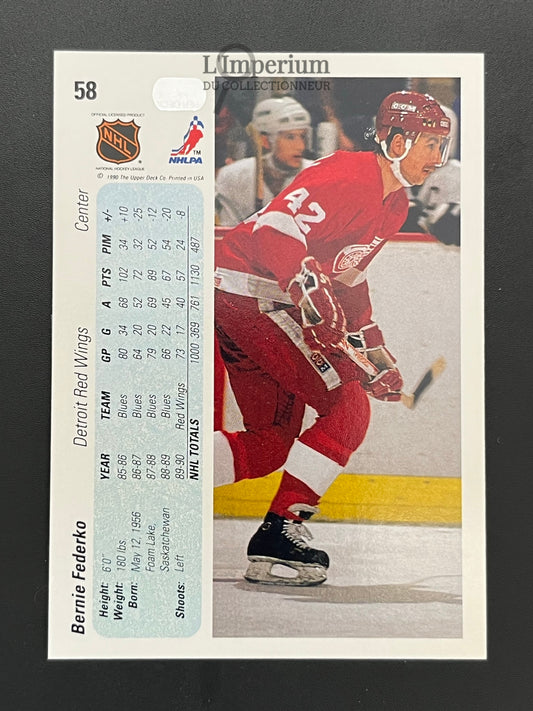 L'Imperium
DU COLLECTIONNEUR
58
OFFICIAL LICENSED PRODUCT
NHL
NATIONAL HOCKEY LEAGUE
NHLPA
TM
© 1990 The Upper Deck Co. Printed in USA
Bernie Federko Detroit Red Wings Center
Height: 6'0"
Weight: 180 lbs.
Born: May 12, 1956
Foam Lake,
Saskatchewan
Shoots: Left
YEAR TEAM GP G A PTS PIM +/-
85-86 Blues 80 34 68 102 34 +10
86-87 Blues 64 20 52 72 32 -25
87-88 Blues 79 20 69 89 52 -12
88-89 Blues 66 22 45 67 54 -20
89-90 Red Wings 73 17 40 57 24 -8
NHL TOTALS 1000 369 761 1130 487
CCM
42